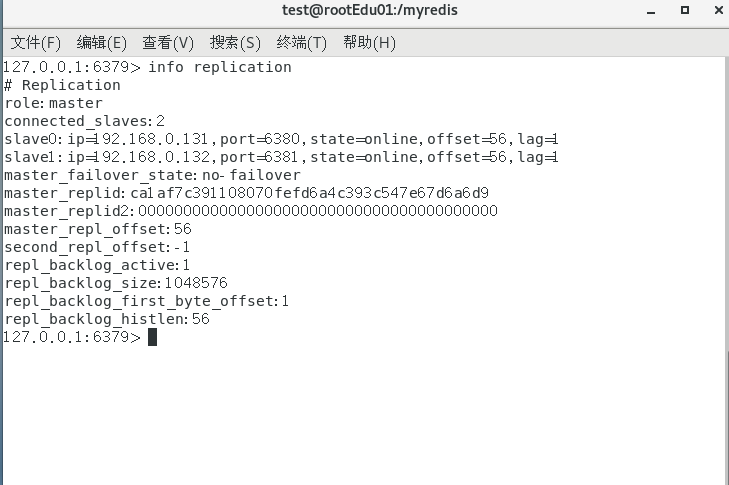 test@rootEdu01:/myredis
文件(F) 编辑(E) 查看(V) 搜索(S) 终端(T) 帮助(H)
127.0.0.1:6379> info replication
# Replication
role:master
connected_slaves:2
slave0:ip=192.168.0.131,port=6380,state=online,offset=56,lag=1
slave1:ip=192.168.0.132,port=6381,state=online,offset=56,lag=1
master_failover_state:no-failover
master_replid:ca1af7c391108070fefd6a4c393c547e67d6a6d9
master_replid2:0000000000000000000000000000000000000000
master_repl_offset:56
second_repl_offset:-1
repl_backlog_active:1
repl_backlog_size:1048576
repl_backlog_first_byte_offset:1
repl_backlog_histlen:56
127.0.0.1:6379>